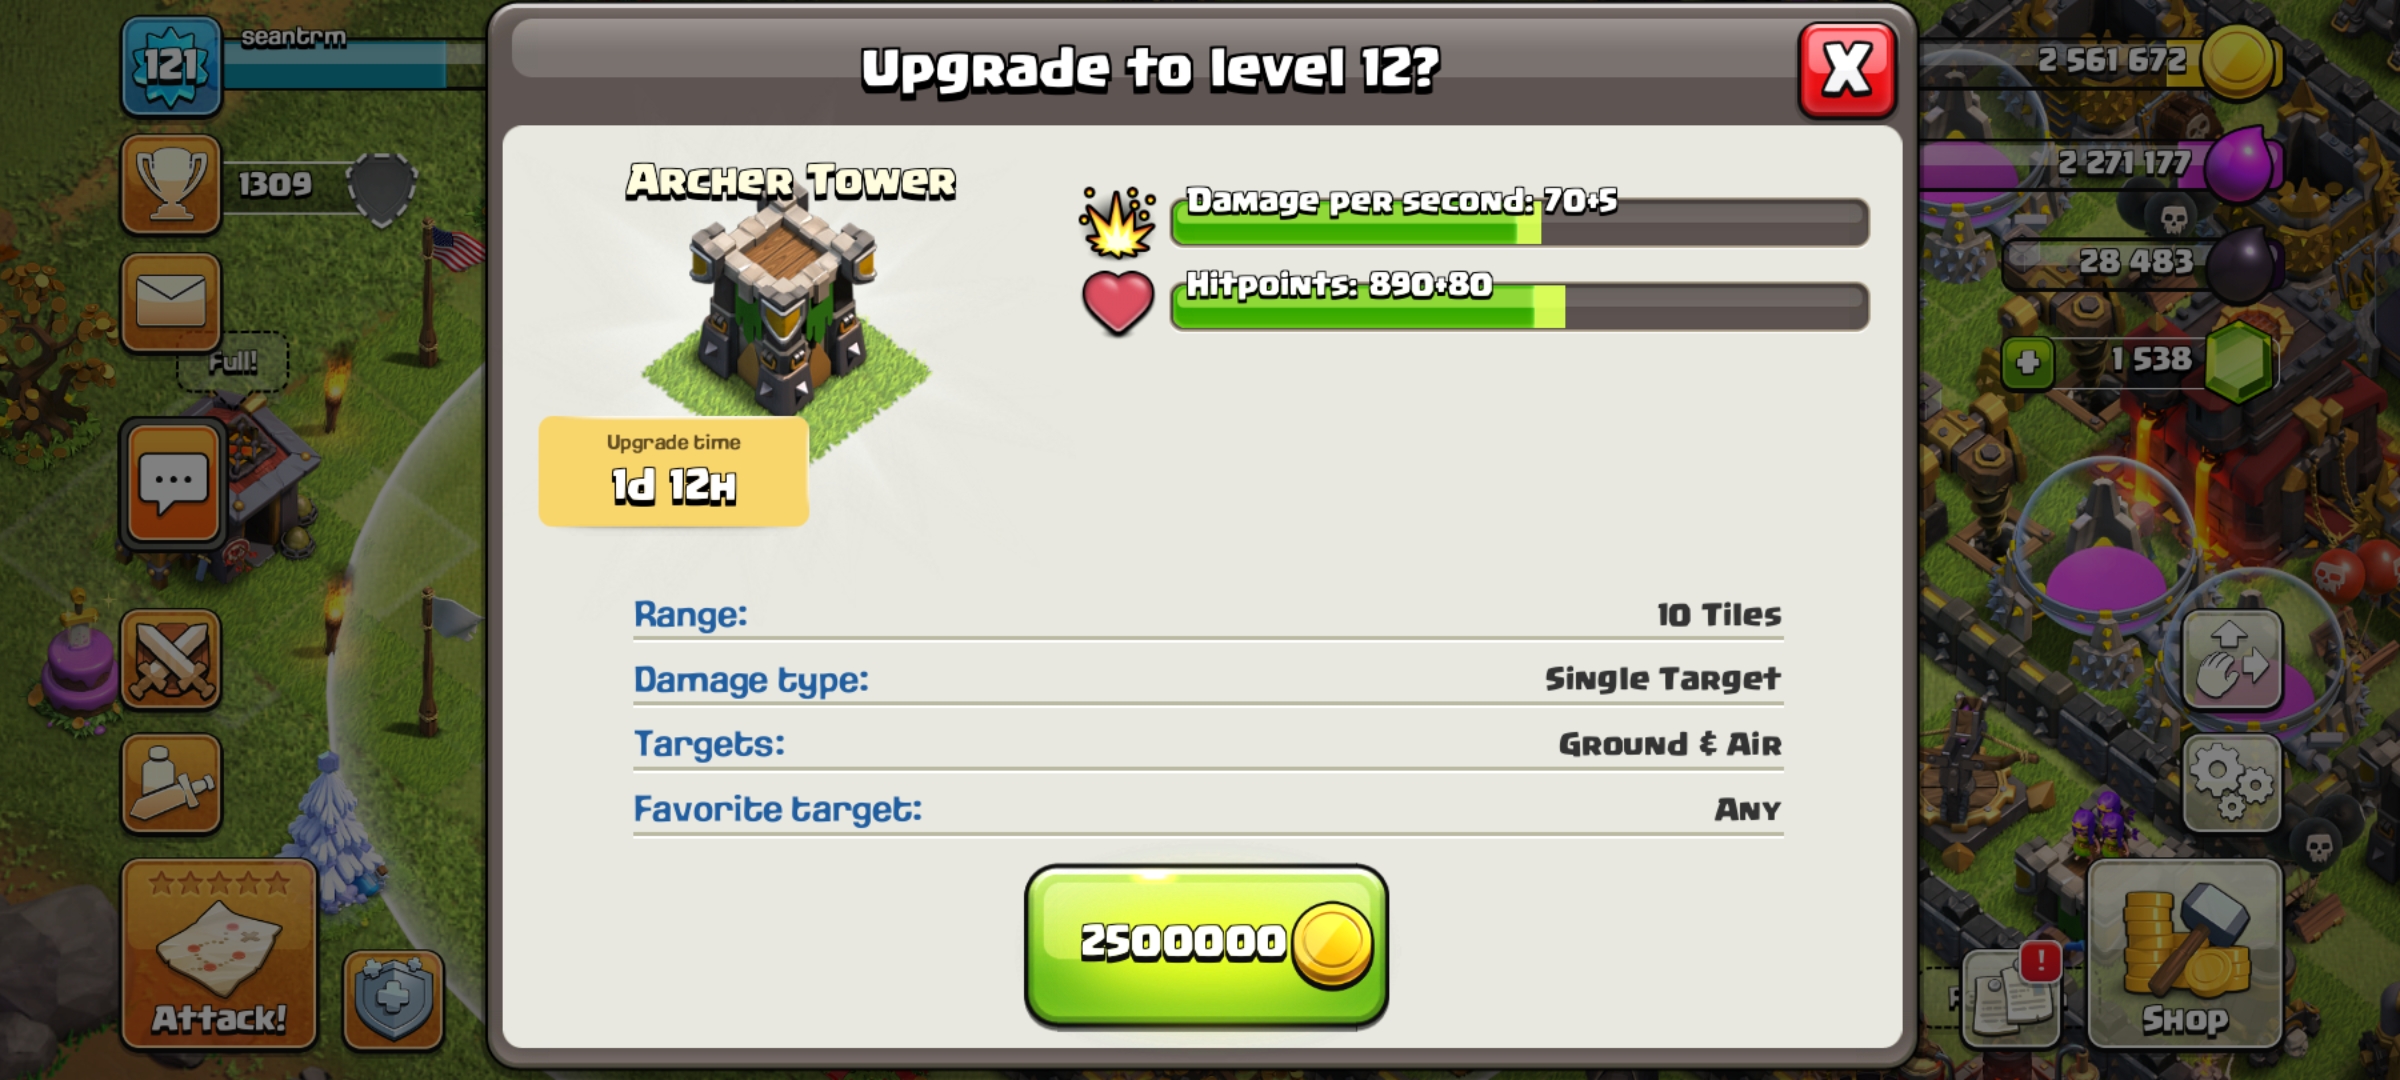 121
seantrm
Upgrade to level 12?
X
2 561 672
1309
Archer Tower
Damage per second: 70+5
2 271 177
Hitpoints: 890+80
28 483
Full!
1 538
Upgrade time
1d 12H
Range: 10 Tiles
Damage type: Single Target
Targets: Ground & Air
Favorite target: Any
2500000
!
Attack!
Shop